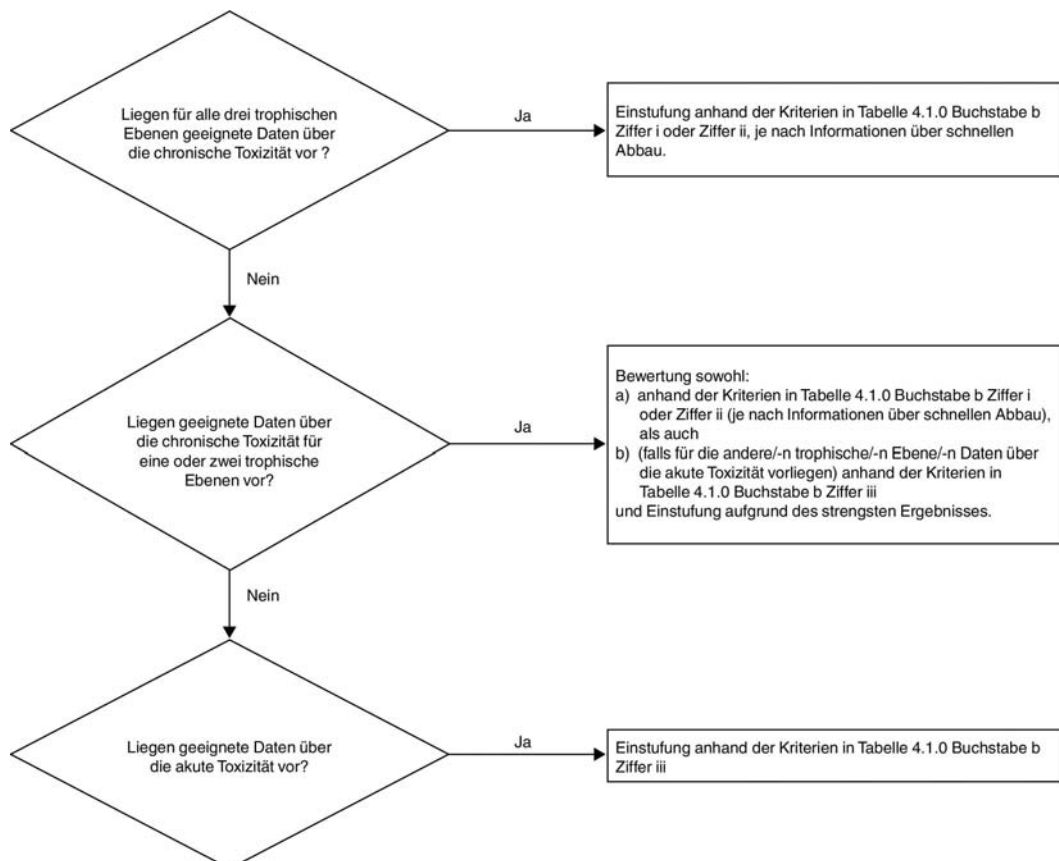 Liegen für alle drei trophischen
Ebenen geeignete Daten über
die chronische Toxizität vor ?
Ja
Einstufung anhand der Kriterien in Tabelle 4.1.0 Buchstabe b
Ziffer i oder Ziffer ii, je nach Informationen über schnellen
Abbau.
Nein
Liegen geeignete Daten über
die chronische Toxizität für
eine oder zwei trophische
Ebenen vor?
Ja
Bewertung sowohl:
a) anhand der Kriterien in Tabelle 4.1.0 Buchstabe b Ziffer i
oder Ziffer ii (je nach Informationen über schnellen Abbau),
als auch
b) (falls für die andere/-n trophische/-n Ebene/-n Daten über
die akute Toxizität vorliegen) anhand der Kriterien in
Tabelle 4.1.0 Buchstabe b Ziffer iii
und Einstufung aufgrund des strengsten Ergebnisses.
Nein
Liegen geeignete Daten über
die akute Toxizität vor?
Ja
Einstufung anhand der Kriterien in Tabelle 4.1.0 Buchstabe b
Ziffer iii